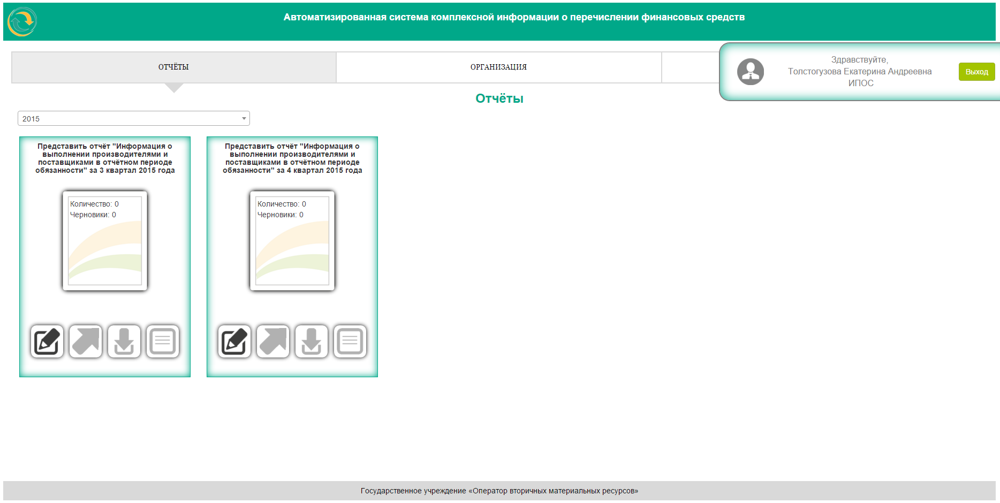 Автоматизированная система комплексной информации о перечислении финансовых средств
ОТЧЁТЫ
ОРГАНИЗАЦИЯ
Здравствуйте,
Толстогузова Екатерина Андреевна
ИПОС
Выход
Отчёты
2015
Представить отчёт "Информация о
выполнении производителями и
поставщиками в отчётном периоде
обязанности" за 3 квартал 2015 года
Количество: 0
Черновики: 0
Представить отчёт "Информация о
выполнении производителями и
поставщиками в отчётном периоде
обязанности" за 4 квартал 2015 года
Количество: 0
Черновики: 0
Государственное учреждение «Оператор вторичных материальных ресурсов»